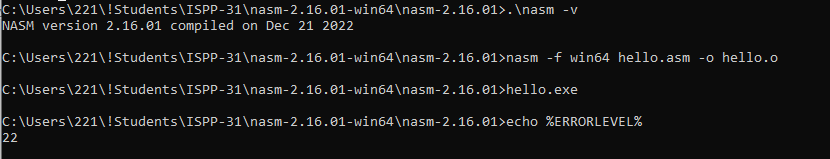 C:\Users\221\!Students\ISPP-31\nasm-2.16.01-win64\nasm-2.16.01>.\nasm -v
NASM version 2.16.01 compiled on Dec 21 2022
C:\Users\221\!Students\ISPP-31\nasm-2.16.01-win64\nasm-2.16.01>nasm -f win64 hello.asm -o hello.o
C:\Users\221\!Students\ISPP-31\nasm-2.16.01-win64\nasm-2.16.01>hello.exe
C:\Users\221\!Students\ISPP-31\nasm-2.16.01-win64\nasm-2.16.01>echo %ERRORLEVEL%
22